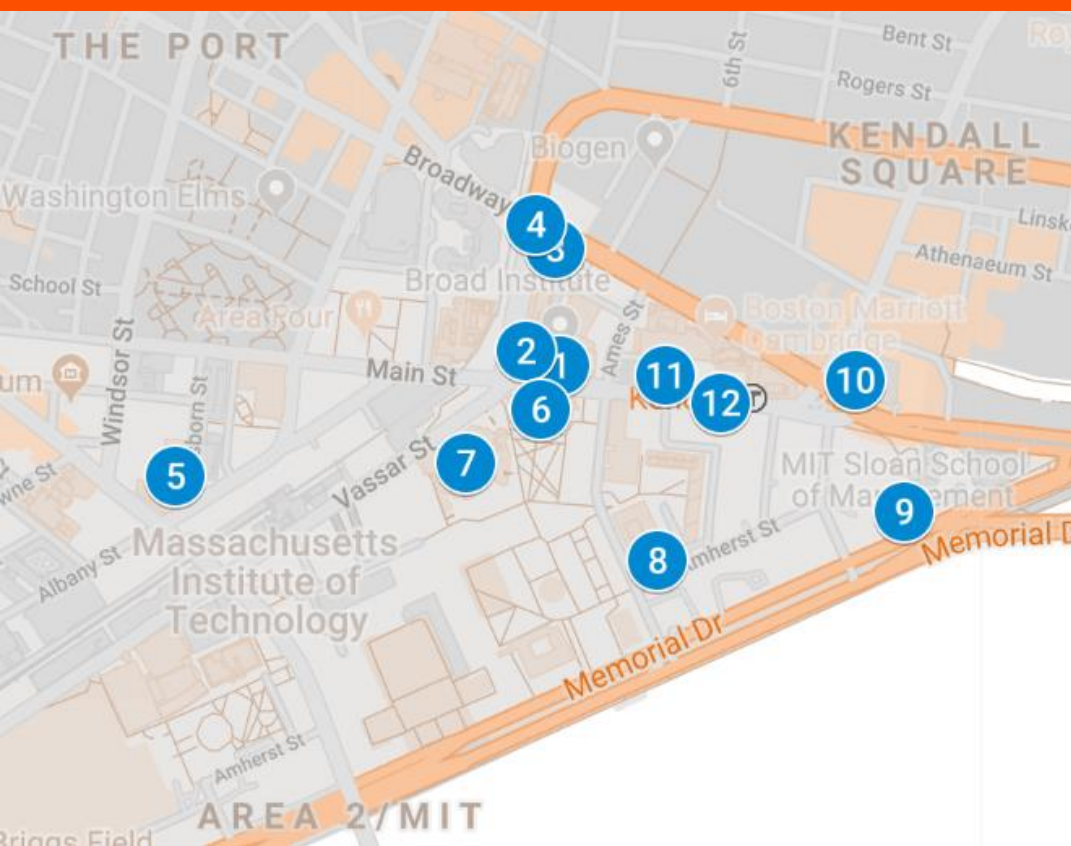 THE PORT
Bent St
6th St
Rogers St
KENDALL
SQUARE
Biogen
Broadway
Washington Elms
4
3
Broad Institute
Athenaeum St
School St
Area Four
Ames St
Boston Marriott
Cambridge
Windsor St
Main St
2
1
11
10
12
6
5
7
Vassar St
MIT Sloan School
of Management
9
Massachusetts
Institute of
Technology
Albany St
8
Amherst St
Memorial Dr
Memorial D
Amherst St
AREA 2/MIT
Briggs Field